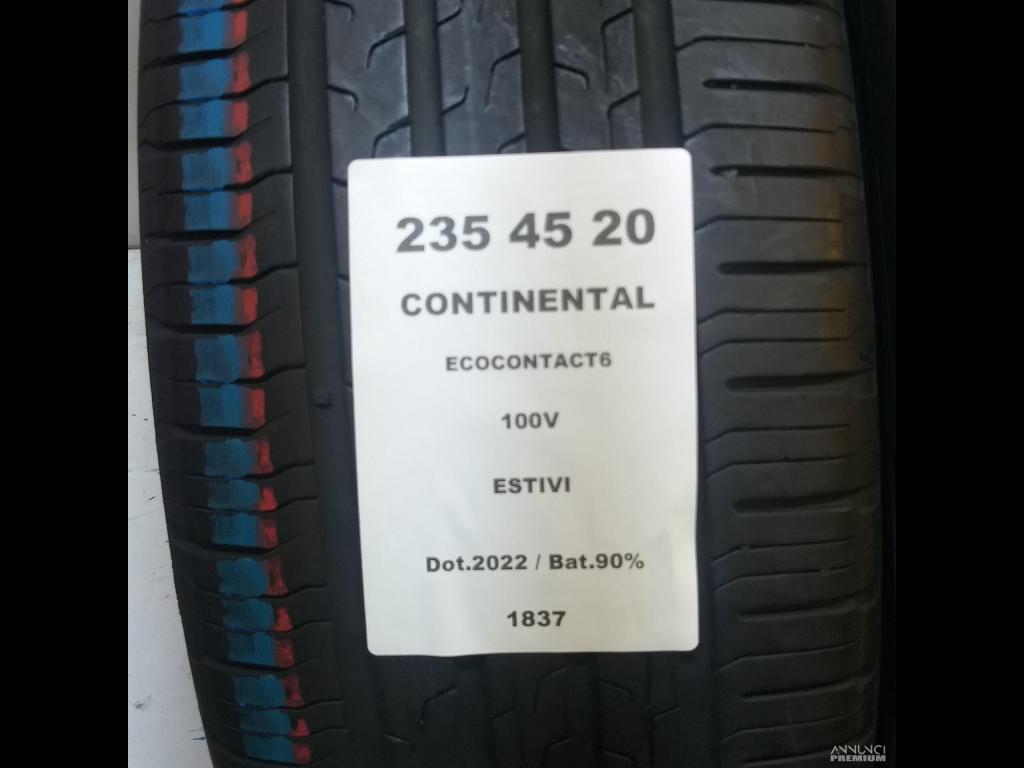 235 45 20
CONTINENTAL
ECOCONTACT6
100V
ESTIVI
Dot.2022 / Bat.90%
1837
ANNUNCI
PREMIUM